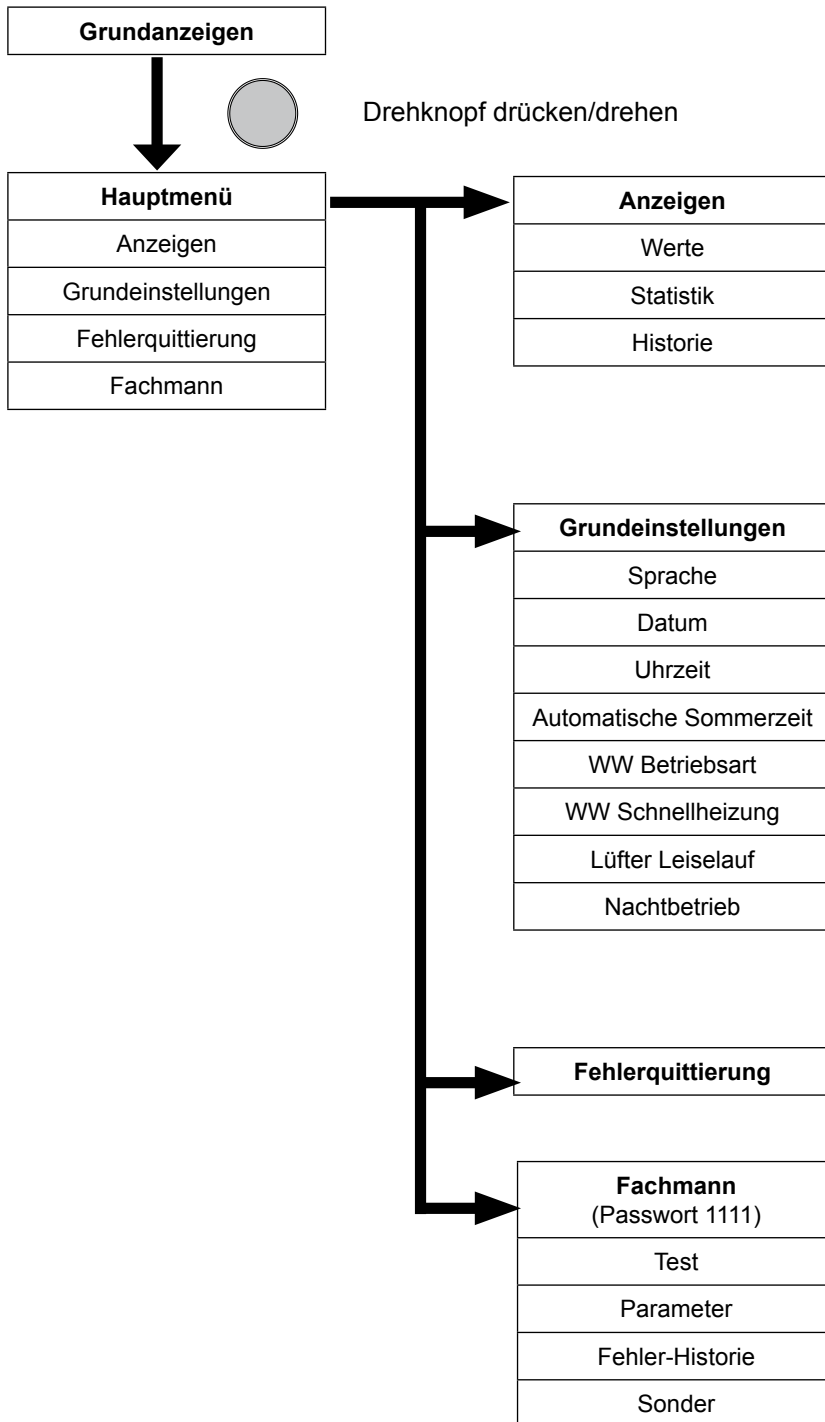 Grundanzeigen
Drehknopf drücken/drehen
Hauptmenü
Anzeigen
Grundeinstellungen
Fehlerquittierung
Fachmann
Anzeigen
Werte
Statistik
Historie
Grundeinstellungen
Sprache
Datum
Uhrzeit
Automatische Sommerzeit
WW Betriebsart
WW Schnellheizung
Lüfter Leiselauf
Nachtbetrieb
Fehlerquittierung
Fachmann
(Passwort 1111)
Test
Parameter
Fehler-Historie
Sonder